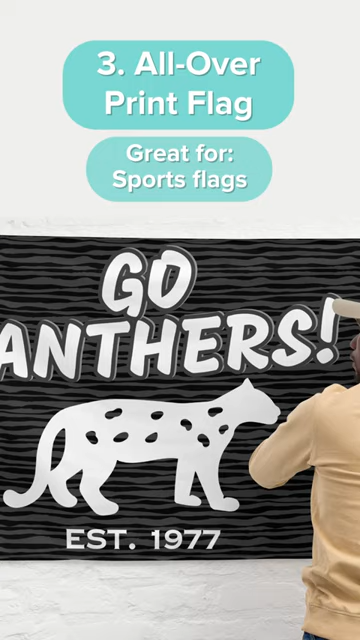 3. All-Over
Print Flag
Great for:
Sports flags
GO
ANTHERS!
EST. 1977